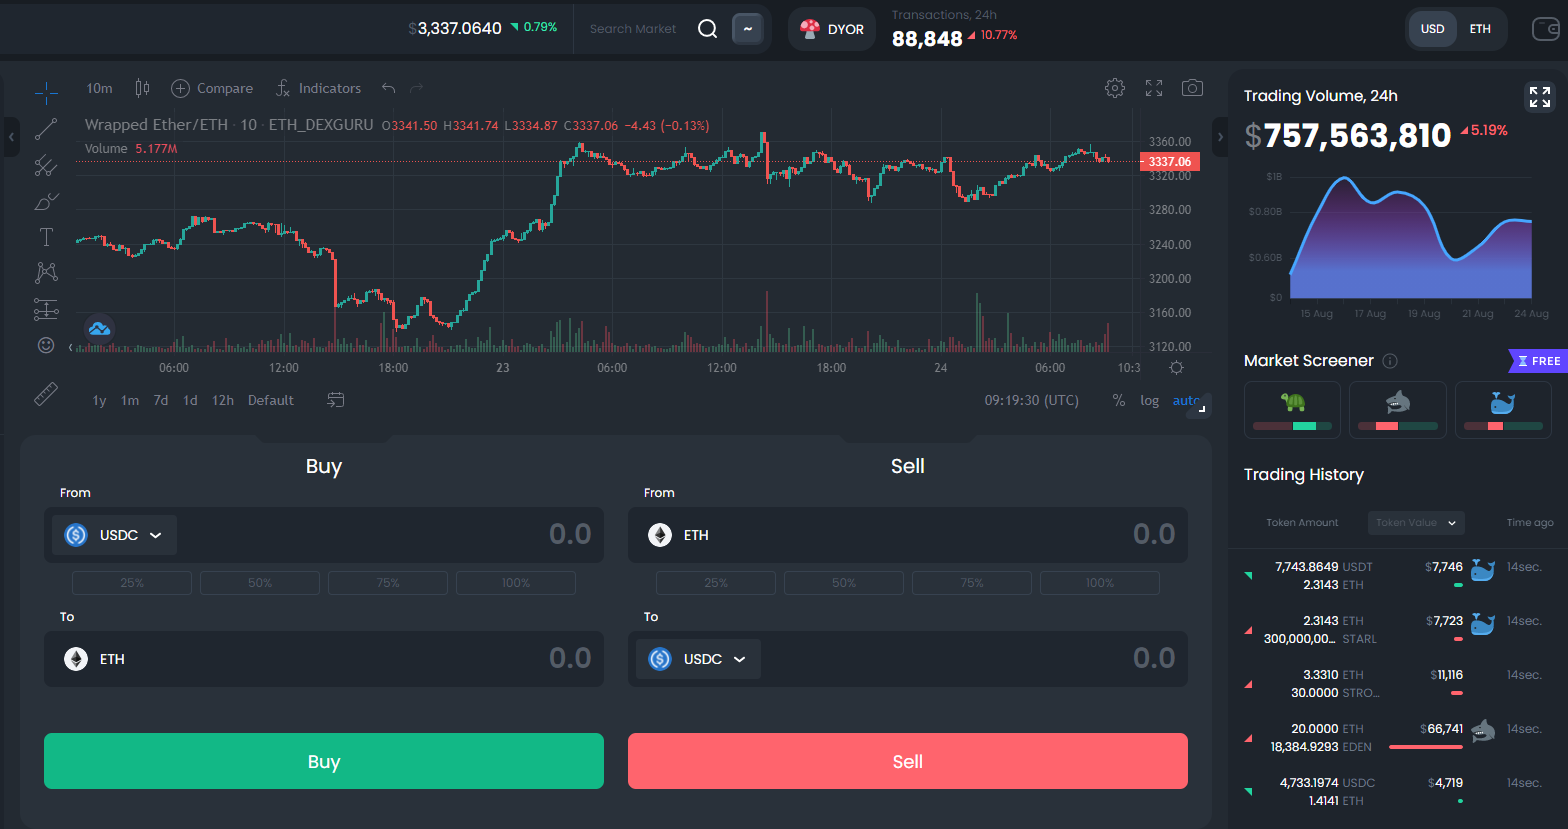 $3,337.0640 0.79%
Search Market
~
DYOR
Transactions, 24h
88,848 10.77%
USD ETH
10m Compare Indicators
Wrapped Ether/ETH · 10 · ETH_DEXGURU O3341.50 H3341.74 L3334.87 C3337.06 −4.43 (−0.13%)
Volume 5.177M
3360.00
3337.06
3320.00
3280.00
3240.00
3200.00
3160.00
3120.00
06:00 12:00 18:00 23 06:00 12:00 18:00 24 06:00 10:3
1y 1m 7d 1d 12h Default 09:19:30 (UTC) % log auto
Buy
From
USDC 0.0
25% 50% 75% 100%
To
ETH 0.0
Buy
Sell
From
ETH 0.0
25% 50% 75% 100%
To
USDC 0.0
Sell
Trading Volume, 24h
$757,563,810 5.19%
$1B
$0.80B
$0.60B
$0
15 Aug 17 Aug 19 Aug 21 Aug 24 Aug
Market Screener FREE
Trading History
Token Amount Token Value Time ago
7,743.8649 USDT $7,746 14sec.
2.3143 ETH
2.3143 ETH $7,723 14sec.
300,000,00... STARL
3.3310 ETH $11,116 14sec.
30.0000 STRO...
20.0000 ETH $66,741 14sec.
18,384.9293 EDEN
4,733.1974 USDC $4,719 14sec.
1.4141 ETH